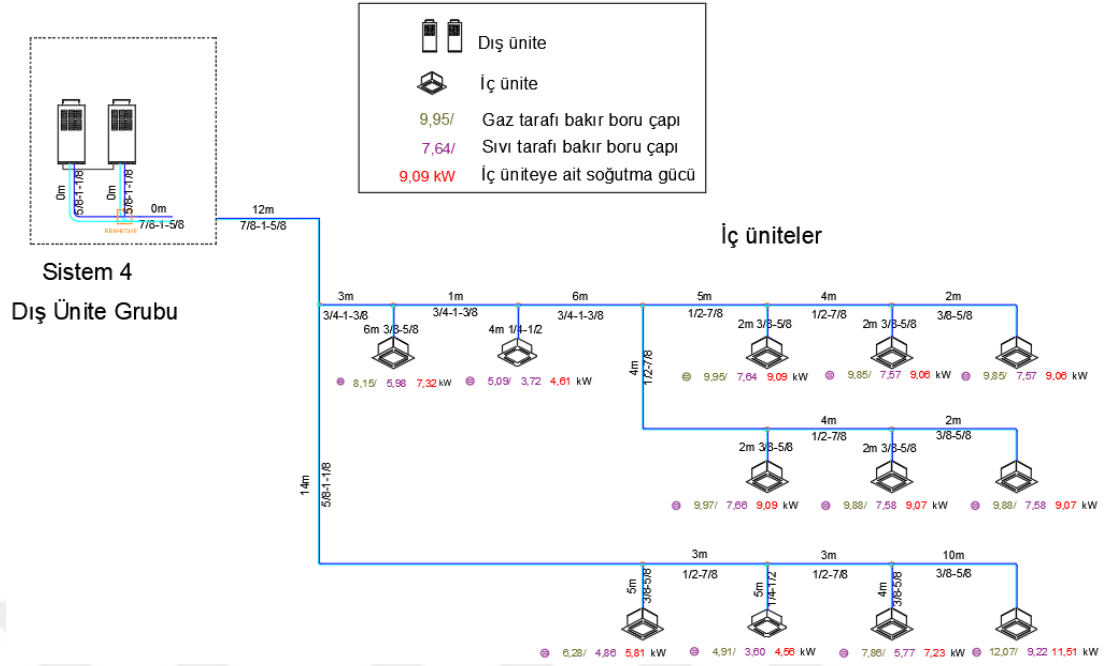 Dış ünite
İç ünite
9,95/ Gaz tarafı bakır boru çapı
7,64/ Sıvı tarafı bakır boru çapı
9,09 kW İç üniteye ait soğutma gücü
0m
5/8-1-1/8
0m
5/8-1-1/8
0m
7/8-1-5/8
12m
7/8-1-5/8
Sistem 4
Dış Ünite Grubu
İç üniteler
3m
3/4-1-3/8
1m
3/4-1-3/8
6m
3/4-1-3/8
5m
1/2-7/8
4m
1/2-7/8
2m
3/8-5/8
6m 3/8-5/8
4m 1/4-1/2
2m 3/8-5/8
2m 3/8-5/8
8,15/ 5,98 7,32 kW
5,09/ 3,72 4,61 kW
9,95/ 7,64 9,09 kW
9,85/ 7,57 9,06 kW
9,85/ 7,57 9,06 kW
4m
1/2-7/8
4m
1/2-7/8
2m
3/8-5/8
2m 3/8-5/8
2m 3/8-5/8
9,97/ 7,66 9,09 kW
9,88/ 7,58 9,07 kW
9,88/ 7,58 9,07 kW
14m
5/8-1-1/8
3m
1/2-7/8
3m
1/2-7/8
10m
3/8-5/8
5m
3/8-5/8
5m
1/4-1/2
4m
3/8-5/8
6,28/ 4,86 5,81 kW
4,91/ 3,60 4,56 kW
7,86/ 5,77 7,23 kW
12,07/ 9,22 11,51 kW